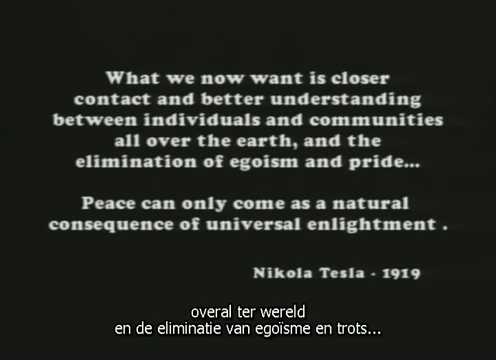 What we now want is closer
contact and better understanding
between individuals and communities
all over the earth, and the
elimination of egoism and pride...
Peace can only come as a natural
consequence of universal enlightment .
Nikola Tesla - 1919
overal ter wereld
en de eliminatie van egoïsme en trots...